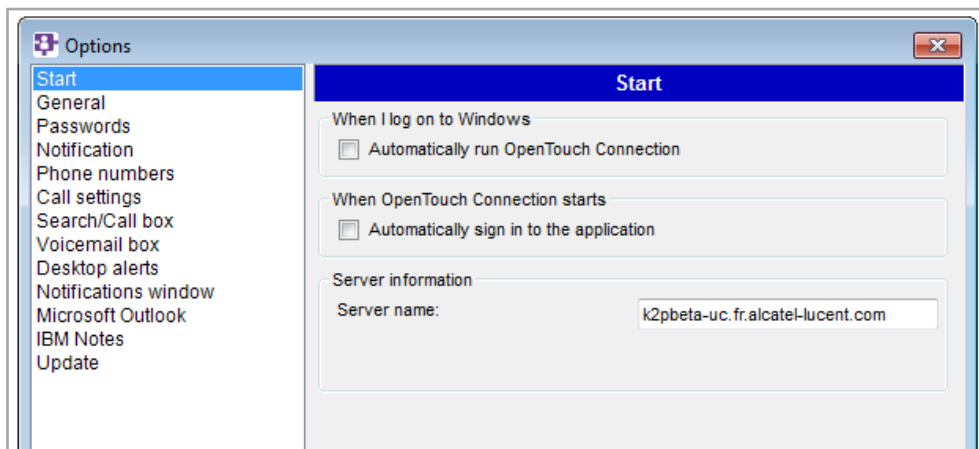 Options
Start
General
Passwords
Notification
Phone numbers
Call settings
Search/Call box
Voicemail box
Desktop alerts
Notifications window
Microsoft Outlook
IBM Notes
Update
Start
When I log on to Windows
Automatically run OpenTouch Connection
When OpenTouch Connection starts
Automatically sign in to the application
Server information
Server name: k2pbeta-uc.fr.alcatel-lucent.com